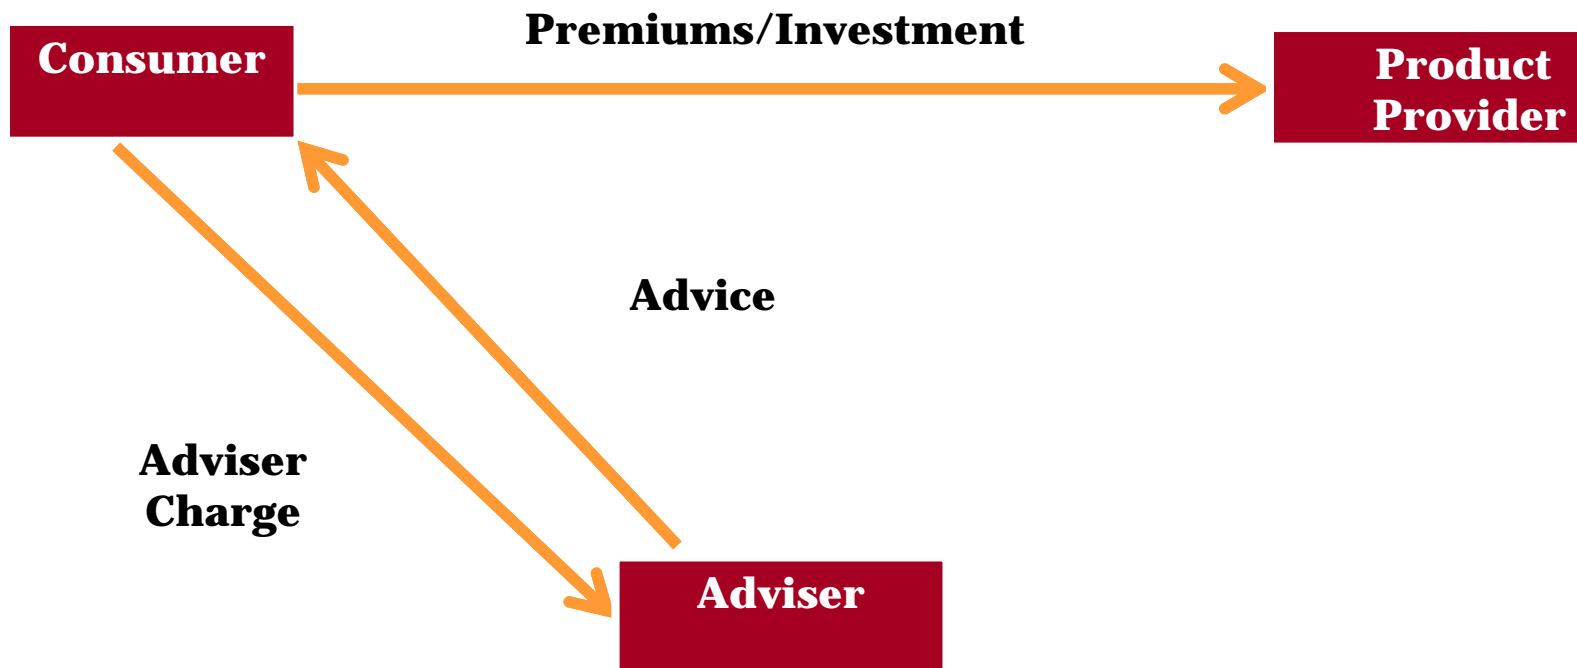 Premiums/Investment
Consumer
Product
Provider
Advice
Adviser
Charge
Adviser